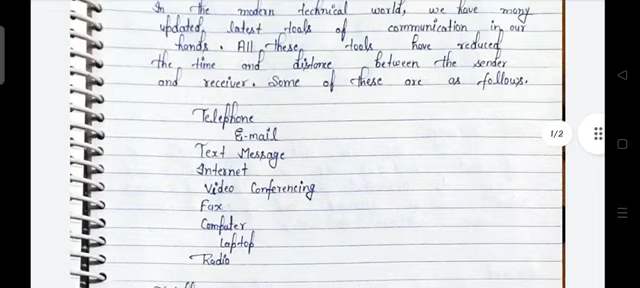 In the modern technical world, we have many
updated, latest tools of communication in our
hands. All these, tools have reduced
the time and distance between the sender
and receiver. Some of these are as follows.
Telephone
E-mail
Text Message
Internet
Video Conferencing
Fax
Computer
Laptop
Radio
1/2